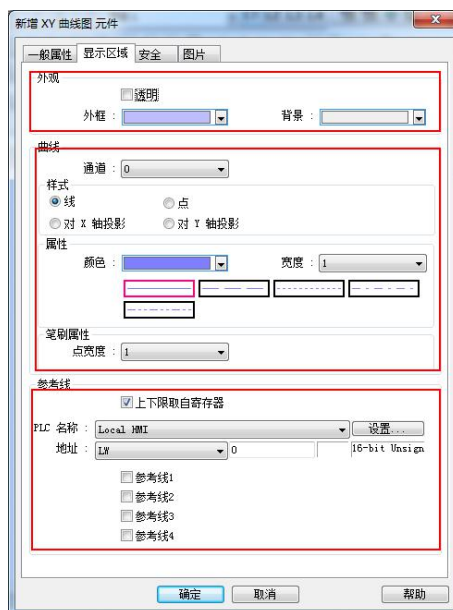 新增 XY 曲线图 元件
一般属性 显示区域 安全 图片
外观
透明
外框 : 背景 :
曲线
通道 : 0
样式
线 点
对 X 轴投影 对 Y 轴投影
属性
颜色 : 宽度 : 1
笔刷属性
点宽度 : 1
参考线
上下限取自寄存器
PLC 名称 : Local HMI 设置...
地址 : LW 0 16-bit Unsign
参考线1
参考线2
参考线3
参考线4
确定 取消 帮助